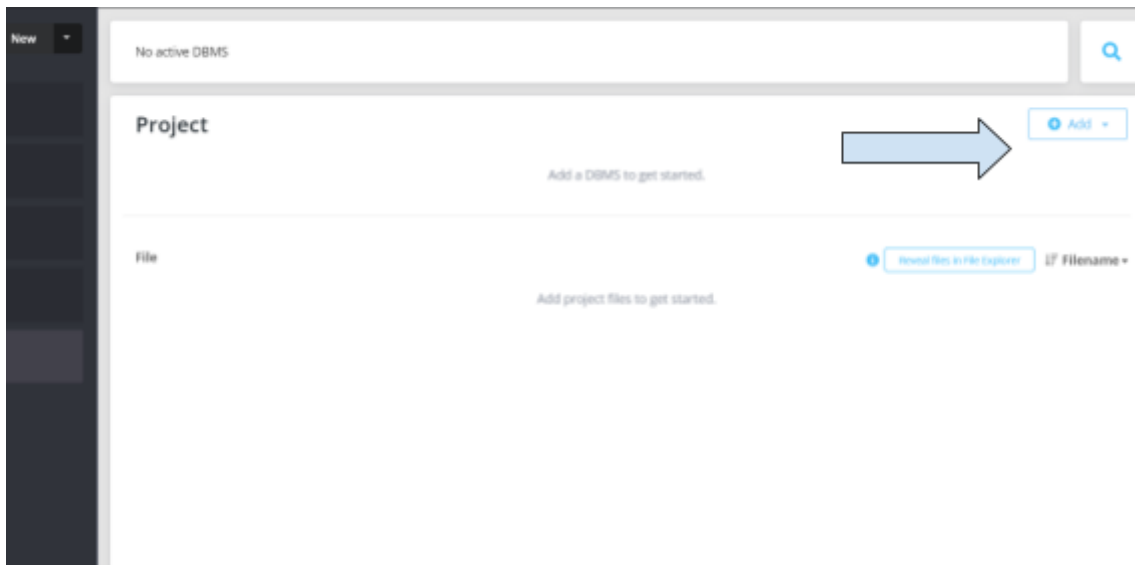 New
No active DBMS
Project
Add
Add a DBMS to get started.
File
Reveal files in File Explorer
Filename
Add project files to get started.